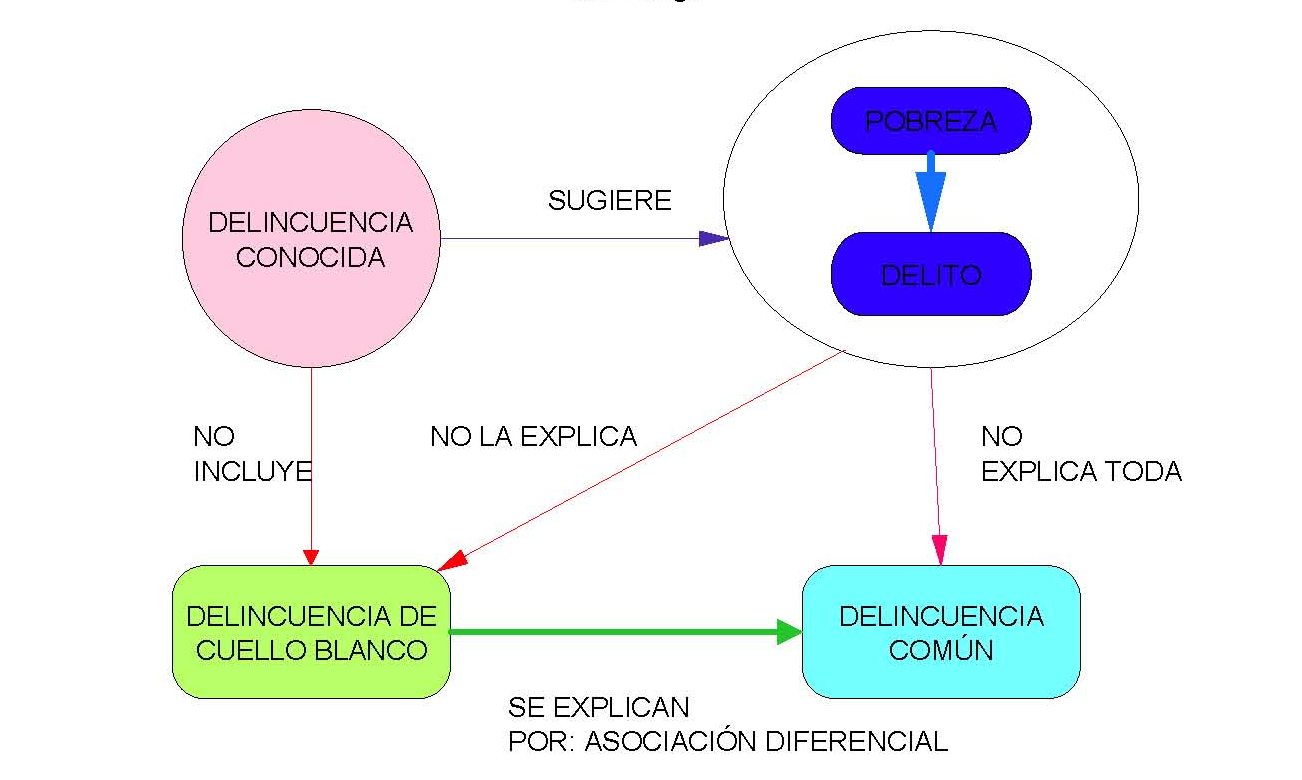 POBREZA
DELINCUENCIA
CONOCIDA
SUGIERE
DELITO
NO
INCLUYE
NO LA EXPLICA
NO
EXPLICA TODA
DELINCUENCIA DE
CUELLO BLANCO
DELINCUENCIA
COMÚN
SE EXPLICAN
POR: ASOCIACIÓN DIFERENCIAL